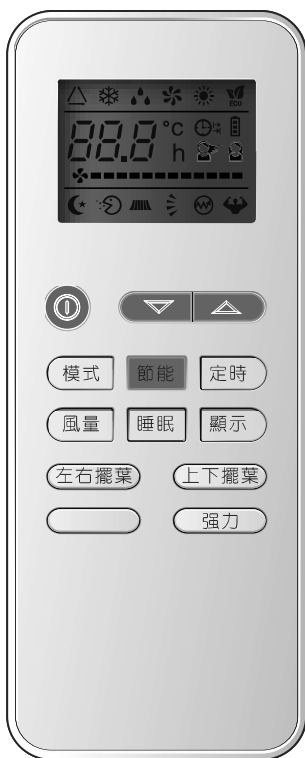 ECO
88.8 °C h
模式 節能 定時
風量 睡眠 顯示
左右擺葉 上下擺葉
强力